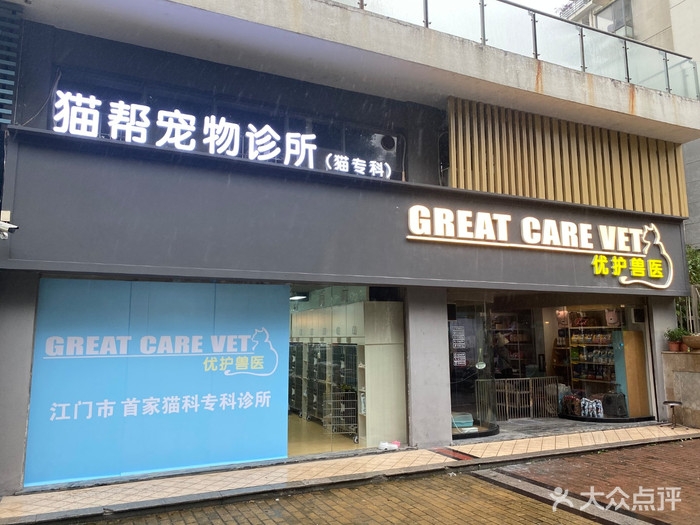 猫帮宠物诊所（猫专科）
GREAT CARE VET
优护兽医
GREAT CARE VET
优护兽医
江门市 首家猫科专科诊所
大众点评